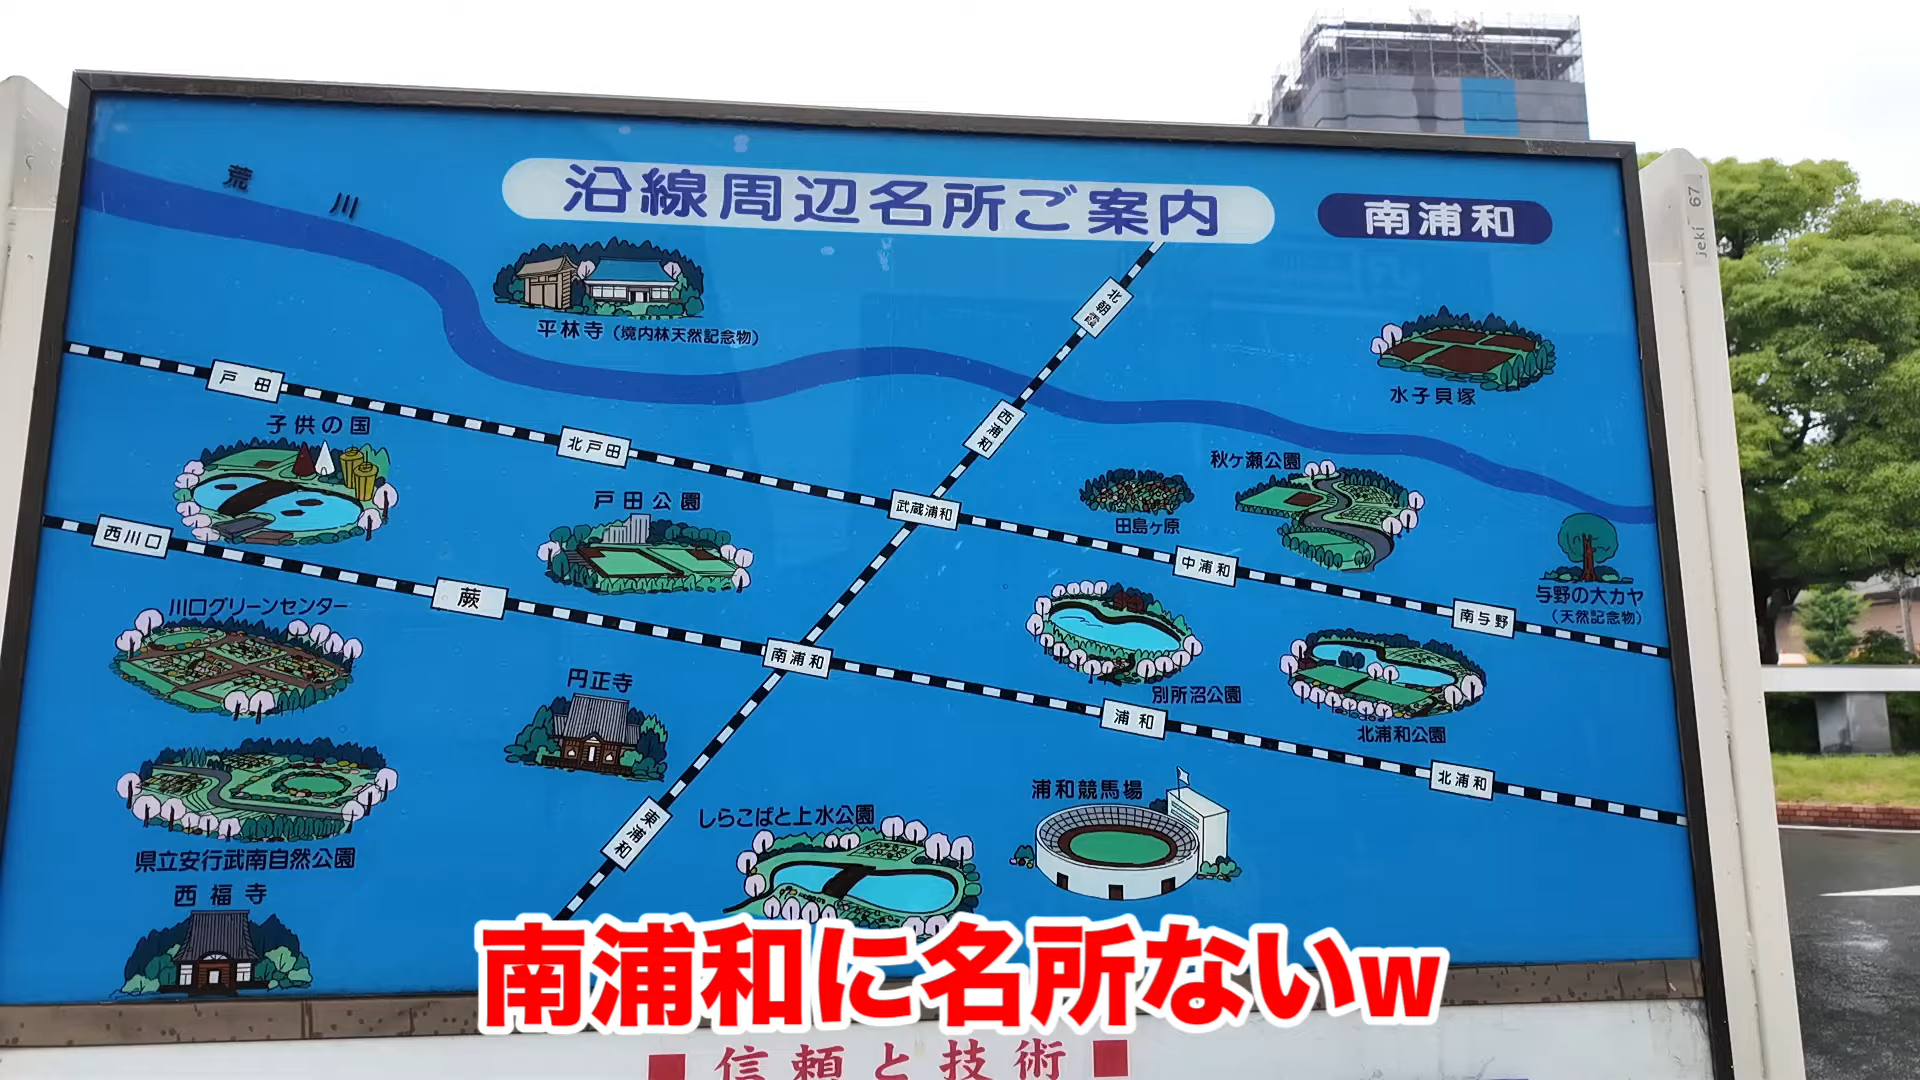 沿線周辺名所ご案内
南浦和
jeki 67
荒川
平林寺(境内林天然記念物)
北朝霞
水子貝塚
戸田
子供の国
北戸田
西浦和
秋ヶ瀬公園
戸田公園
武蔵浦和
田島ヶ原
中浦和
与野の大カヤ
(天然記念物)
南与野
西川口
蕨
川口グリーンセンター
南浦和
円正寺
別所沼公園
浦和
北浦和公園
北浦和
東浦和
しらこばと上水公園
浦和競馬場
県立安行武南自然公園
西福寺
南浦和に名所ないw
■信頼と技術■